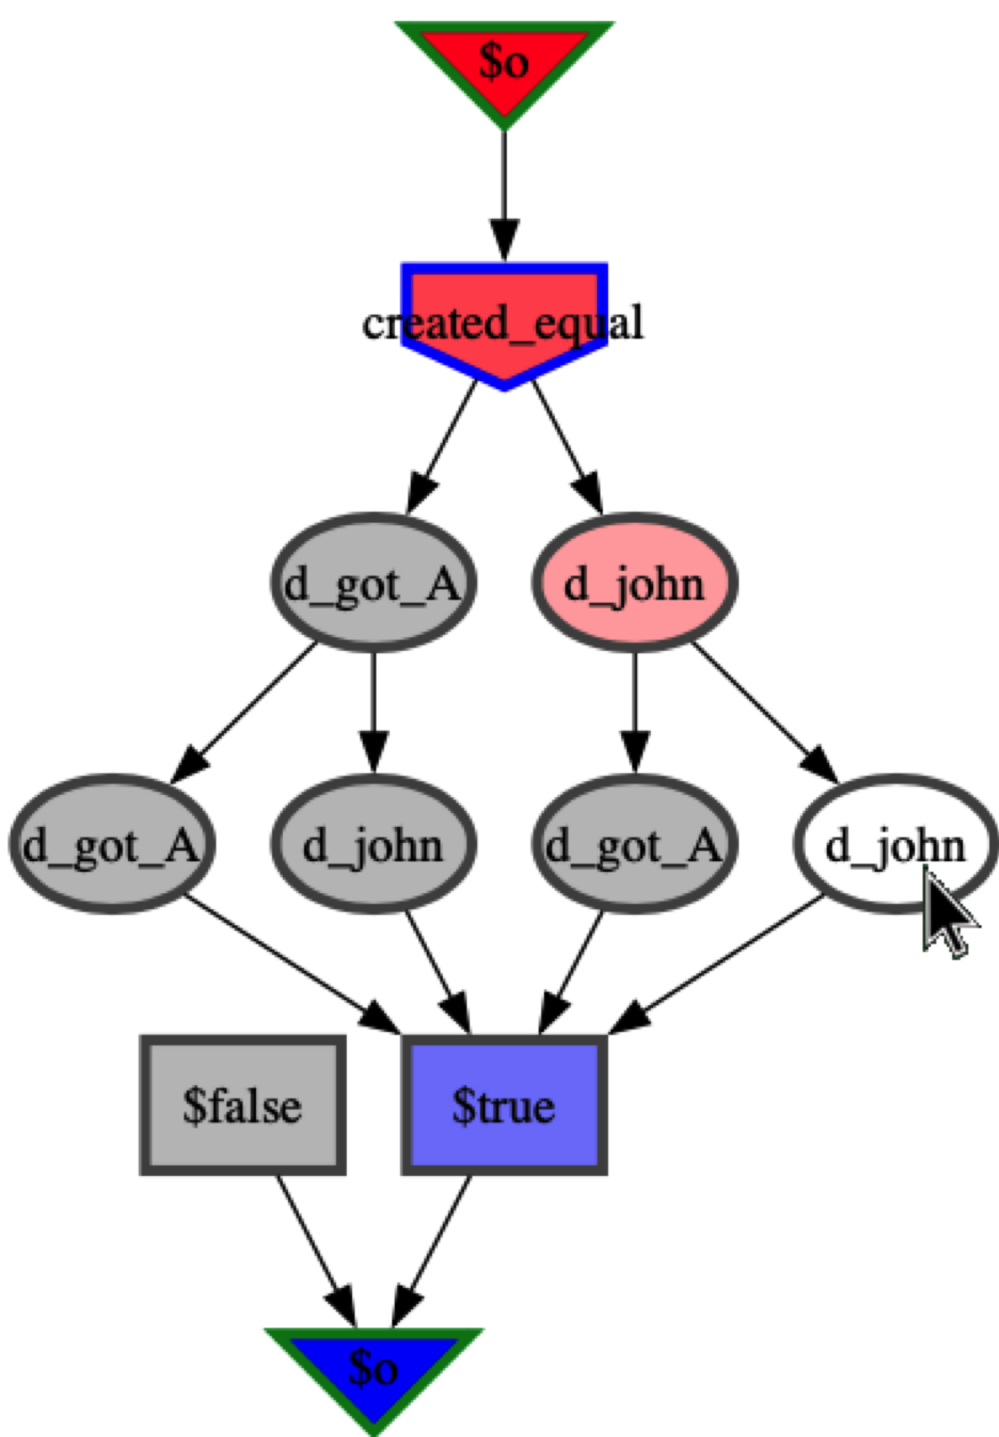 $o
created_equal
d_got_A
d_john
d_got_A
d_john
d_got_A
d_john
$false
$true
$o